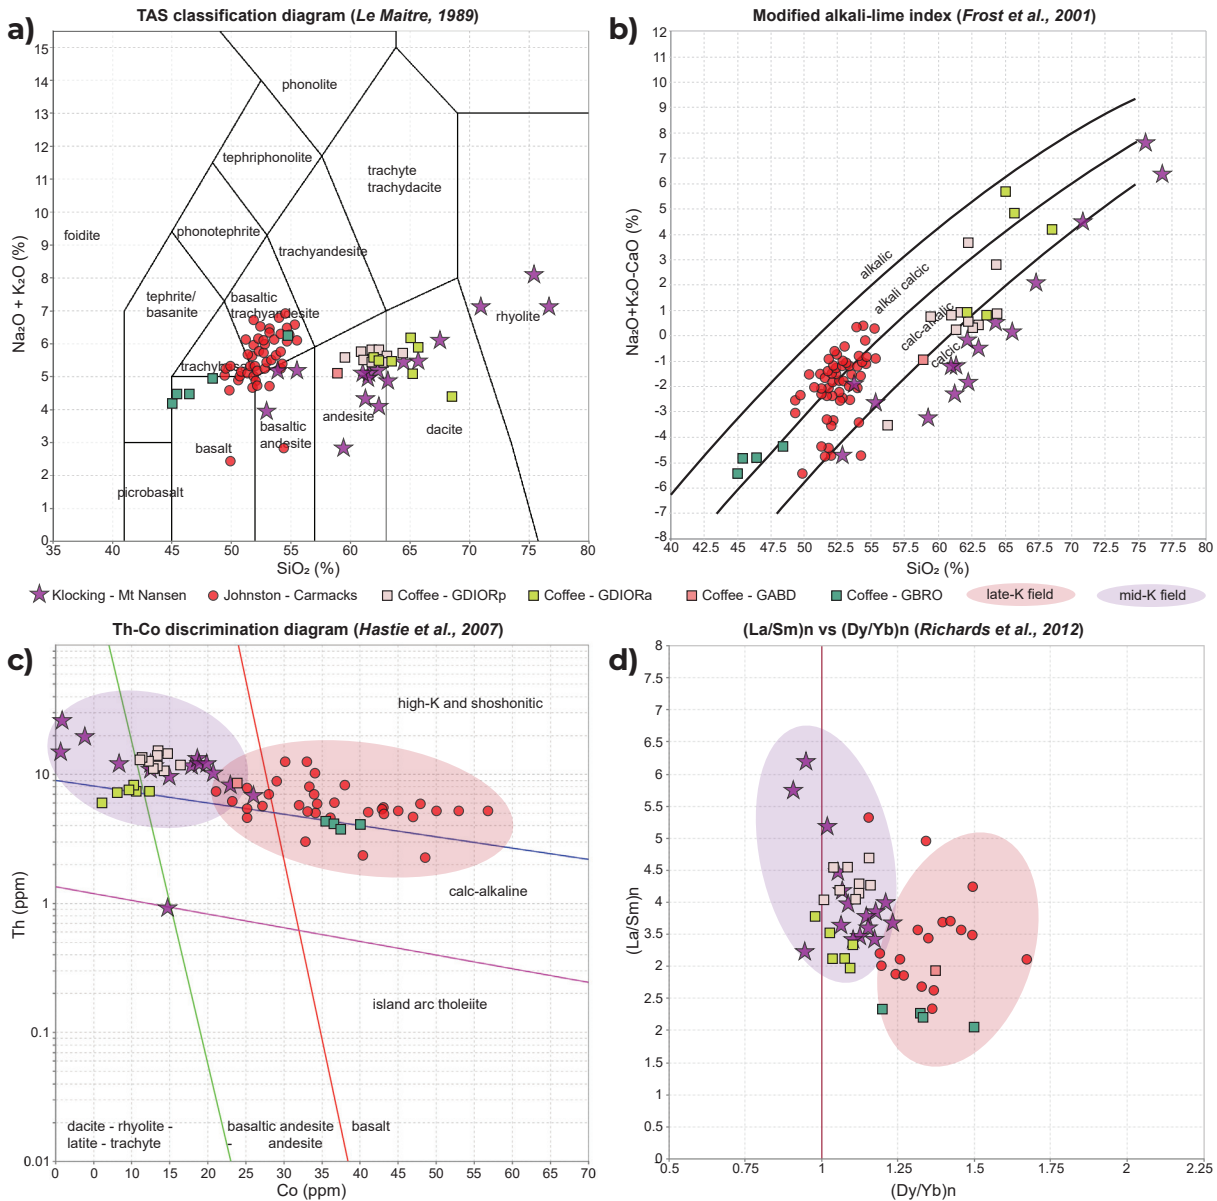 TAS classification diagram (Le Maitre, 1989)
a)
15
14
13
12
11
10
9
8
7
6
5
4
3
2
1
0
Na₂O + K₂O (%)
35
40
45
50
55
60
65
70
75
80
SiO₂ (%)
phonolite
tephriphonolite
trachyte
trachydacite
foidite
phonotephrite
trachyandesite
tephrite/
basanite
basaltic
trachyandesite
rhyolite
andesite
dacite
basalt
basaltic
andesite
picrobasalt
Modified alkali-lime index (Frost et al., 2001)
b)
12
11
10
9
8
7
6
5
4
3
2
1
0
-1
-2
-3
-4
-5
-6
-7
-8
Na₂O+K₂O-CaO (%)
40
42.5
45
47.5
50
52.5
55
57.5
60
62.5
65
67.5
70
72.5
75
77.5
80
SiO₂ (%)
alkalic
alkali calcic
calc-alkalic
calcic
Klocking - Mt Nansen
Johnston - Carmacks
Coffee - GDIORp
Coffee - GDIORa
Coffee - GABD
Coffee - GBRO
late-K field
mid-K field
Th-Co discrimination diagram (Hastie et al., 2007)
c)
10
1
0.1
0.01
Th (ppm)
0
5
10
15
20
25
30
35
40
45
50
55
60
65
70
Co (ppm)
high-K and shoshonitic
calc-alkaline
island arc tholeiite
dacite - rhyolite -
latite - trachyte
basaltic andesite
- andesite
basalt
(La/Sm)n vs (Dy/Yb)n (Richards et al., 2012)
d)
8
7.5
7
6.5
6
5.5
5
4.5
4
3.5
3
2.5
2
1.5
1
0.5
0
(La/Sm)n
0.5
0.75
1
1.25
1.5
1.75
2
2.25
(Dy/Yb)n